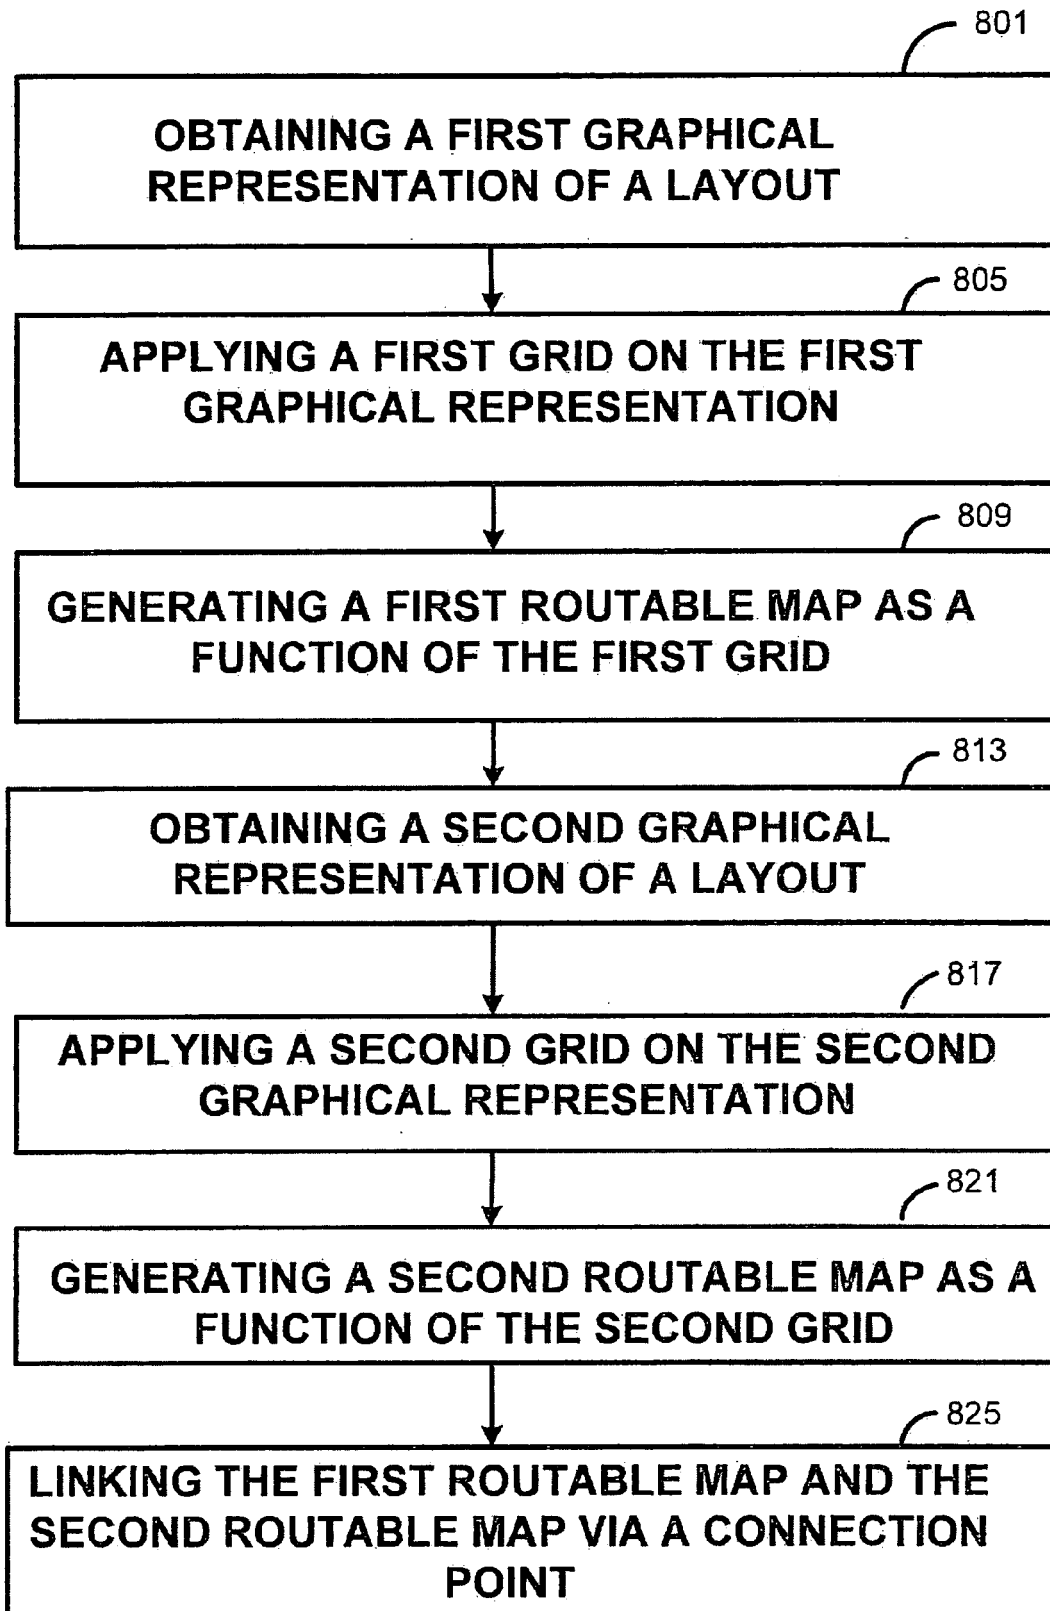 801
OBTAINING A FIRST GRAPHICAL
REPRESENTATION OF A LAYOUT
805
APPLYING A FIRST GRID ON THE FIRST
GRAPHICAL REPRESENTATION
809
GENERATING A FIRST ROUTABLE MAP AS A
FUNCTION OF THE FIRST GRID
813
OBTAINING A SECOND GRAPHICAL
REPRESENTATION OF A LAYOUT
817
APPLYING A SECOND GRID ON THE SECOND
GRAPHICAL REPRESENTATION
821
GENERATING A SECOND ROUTABLE MAP AS A
FUNCTION OF THE SECOND GRID
825
LINKING THE FIRST ROUTABLE MAP AND THE
SECOND ROUTABLE MAP VIA A CONNECTION
POINT